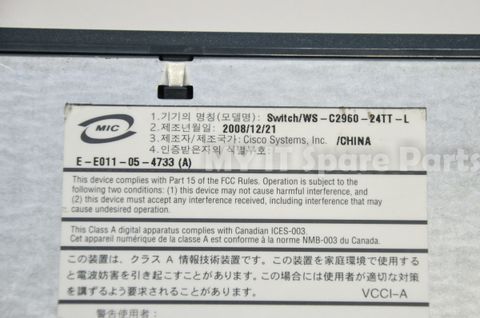 MIC
1.기기의 명칭(모델명): Switch/WS-C2960-24TT-L
2.제조년월일: 2008/12/21
3.제조자/제조국가: Cisco Systems, Inc. /CHINA
4.인증받은자의 식별부호:
E-E011-05-4733 (A)
My IT Spare Parts
This device complies with Part 15 of the FCC Rules. Operation is subject to the
following two conditions: (1) this device may not cause harmful interference, and
(2) this device must accept any interference received, including interference that
may cause undesired operation.
This Class A digital apparatus complies with Canadian ICES-003.
Cet appareil numérique de la classe A est conforme à la norme NMB-003 du Canada.
この装置は、クラス A 情報技術装置です。この装置を家庭環境で使用する
と電波妨害を引き起こすことがあります。この場合には使用者が適切な対策
を講ずるよう要求されることがあります。 VCCI-A
警告使用者: